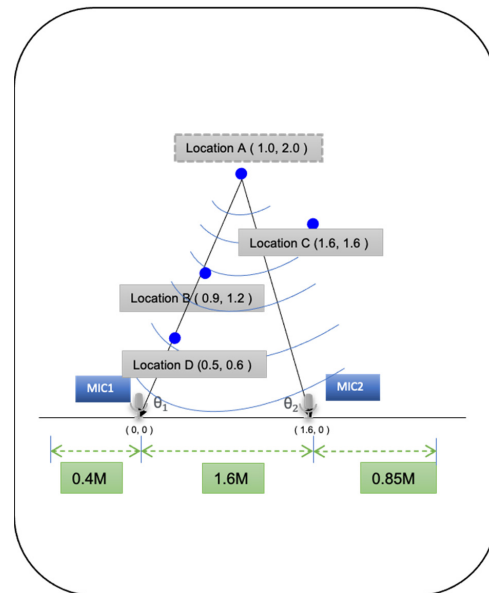 Location A ( 1.0, 2.0 )
Location C (1.6, 1.6 )
Location B ( 0.9, 1.2 )
Location D (0.5, 0.6 )
MIC1
θ1
θ2
MIC2
(0, 0)
( 1.6, 0)
0.4M
1.6M
0.85M